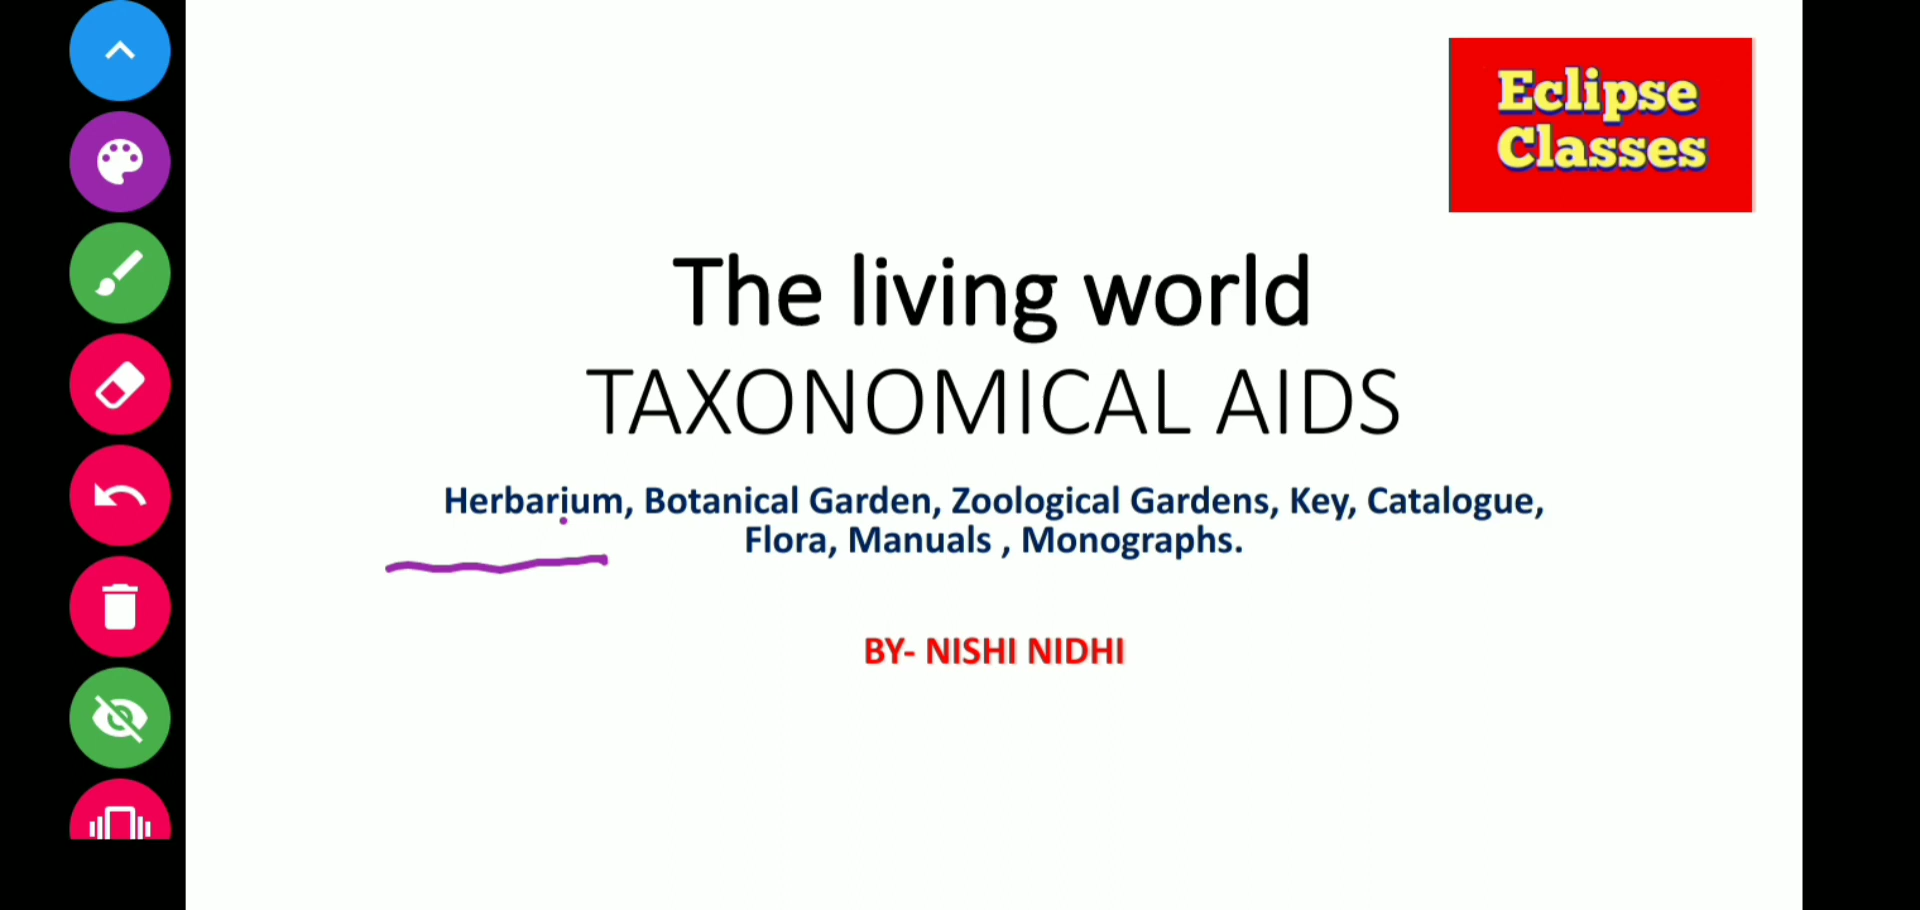 Eclipse
Classes
The living world
TAXONOMICAL AIDS
Herbarium, Botanical Garden, Zoological Gardens, Key, Catalogue,
Flora, Manuals , Monographs.
BY- NISHI NIDHI